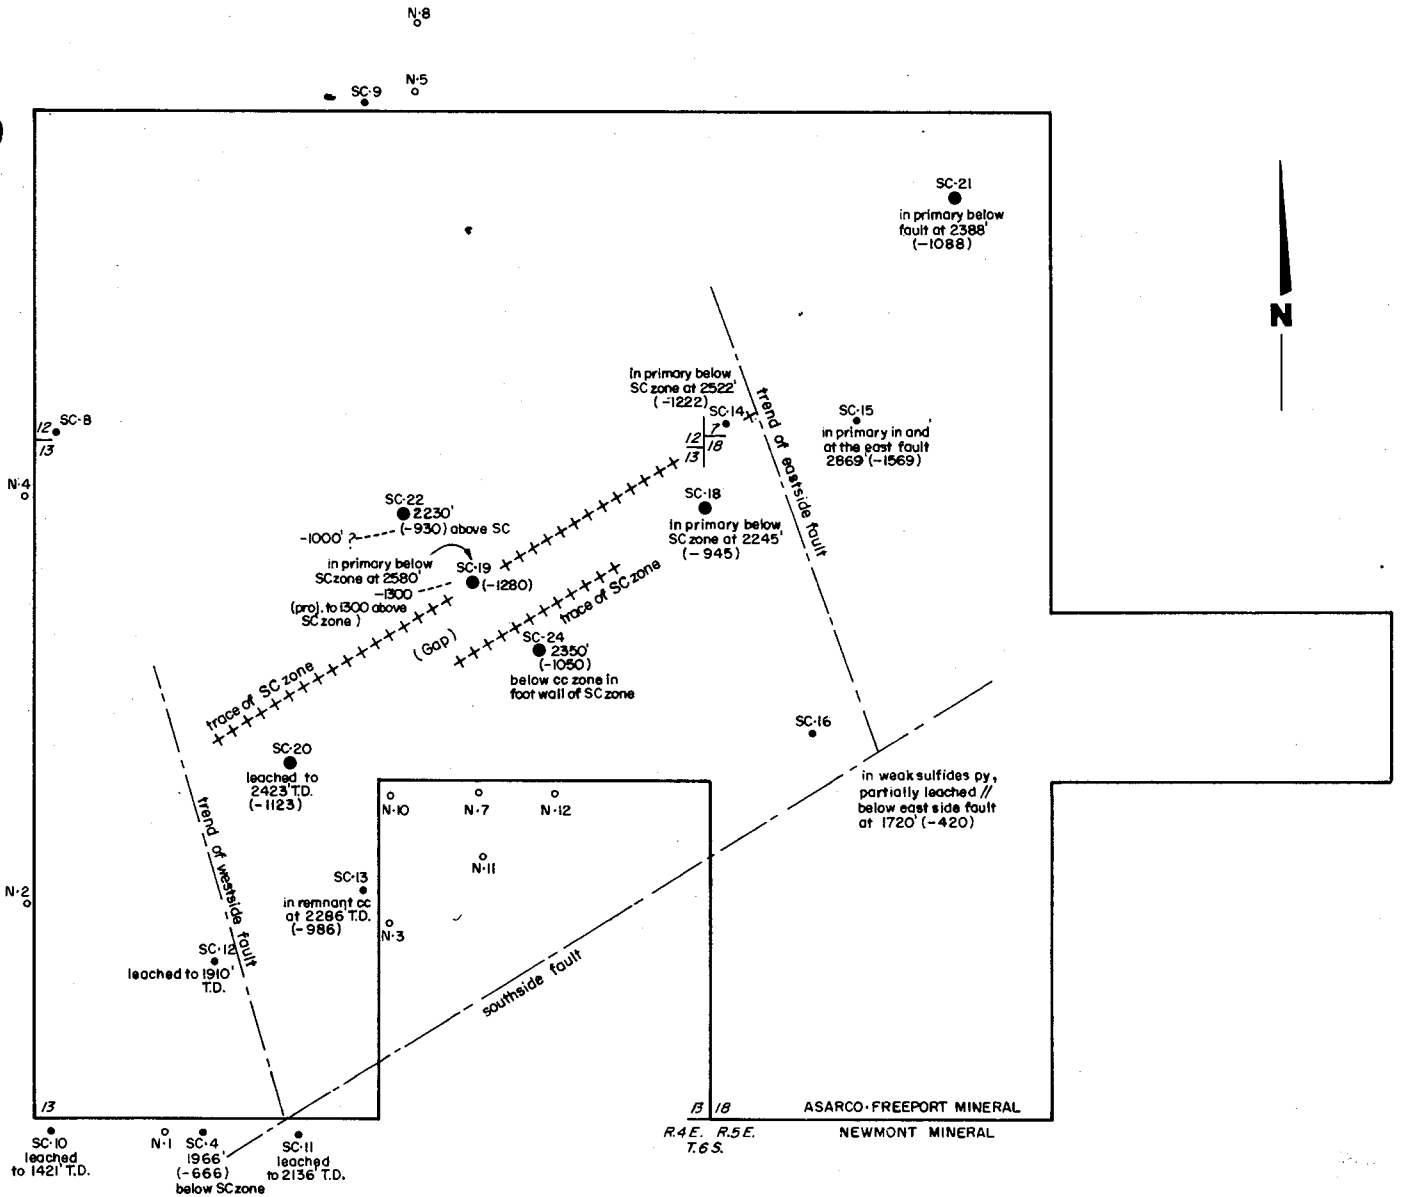 N·8
N·5
SC·9
SC·21
in primary below
fault at 2388'
(−1088)
N
in primary below
SC zone at 2522'
(−1222)
SC·14
trend of eastside fault
SC·15
in primary in and
at the east fault
2869'(−1569)
SC·8
12
13
12 7
13 18
N·4
SC·22
2230'
(−930) above SC
−1000' ?
SC·18
in primary below
SC zone at 2245'
(−945)
in primary below
SC zone at 2580'
−1300
(proj. to 1300 above
SC zone)
SC·19
(−1280)
trace of SC zone
(Gap)
SC·24
2350'
(−1050)
below cc zone in
foot wall of SC zone
trace of SC zone
SC·20
leached to
2423' T.D.
(−1123)
SC·16
in weak sulfides py,
partially leached //
below east side fault
at 1720' (−420)
N·10
N·7
N·12
N·11
trend of westside fault
SC·13
in remnant cc
at 2286' T.D.
(−986)
N·2
N·3
SC·12
leached to 1910'
T.D.
southside fault
13
13 18
ASARCO·FREEPORT MINERAL
R.4 E. R.5 E.
NEWMONT MINERAL
T.6 S.
SC·10
leached
to 1421' T.D.
N·1
SC·4
1966'
(−666)
below SC zone
SC·11
leached
to 2136' T.D.